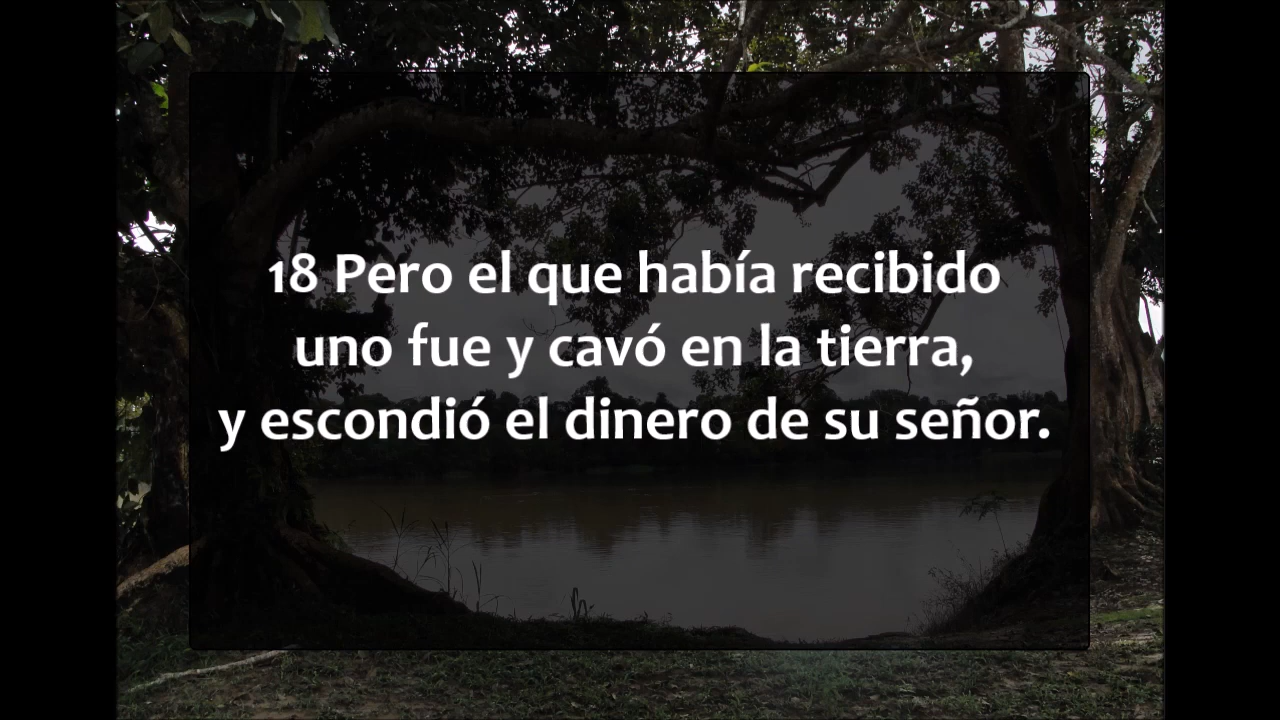 18 Pero el que había recibido
uno fue y cavó en la tierra,
y escondió el dinero de su señor.